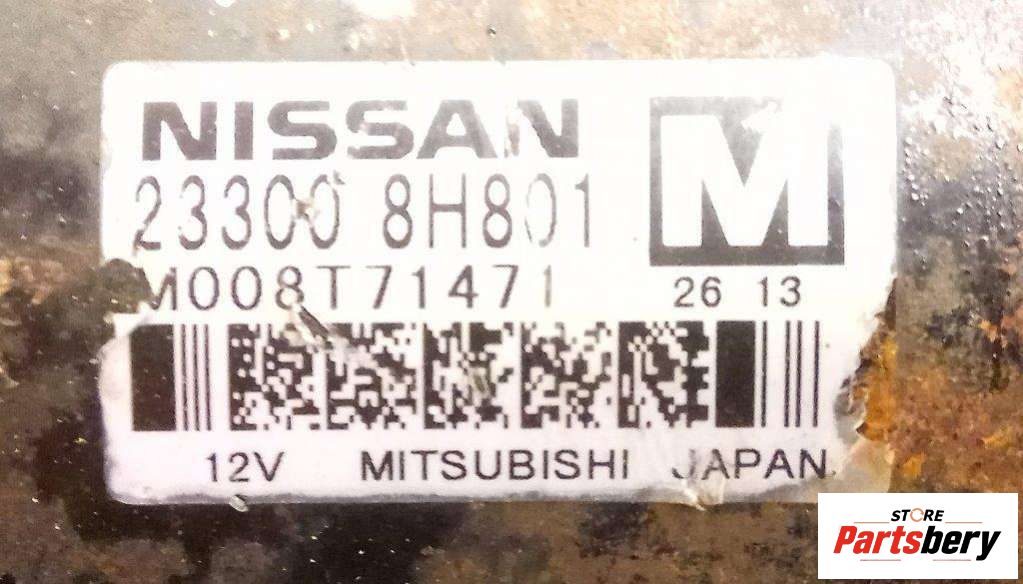 NISSAN
M
23300 8H801
M008T71471
26 13
12V MITSUBISHI JAPAN
STORE
Partsbery